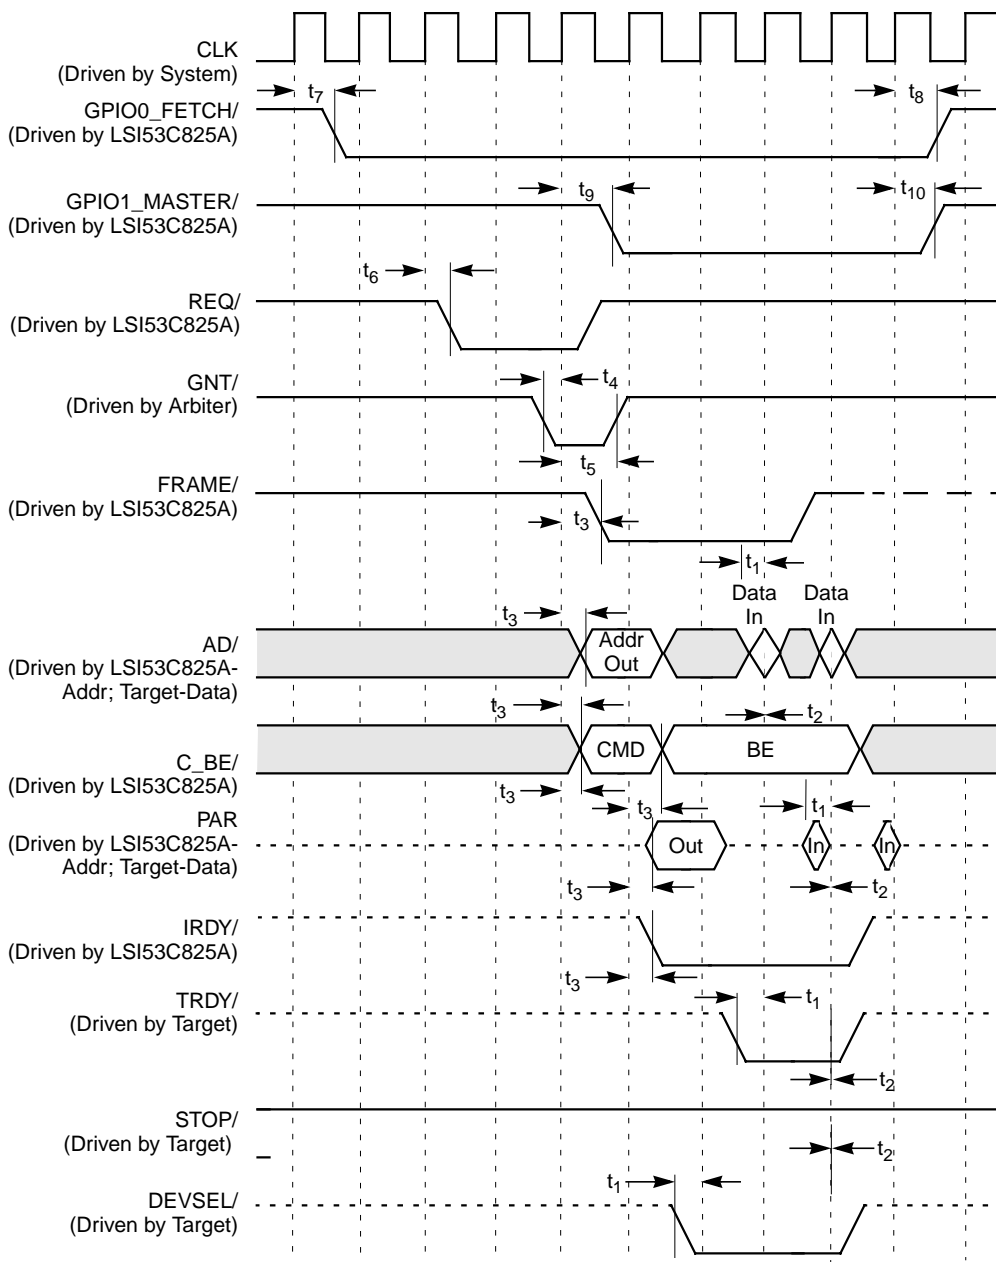 CLK
(Driven by System)
t7
t8
GPIO0_FETCH/
(Driven by LSI53C825A)
t9
t10
GPIO1_MASTER/
(Driven by LSI53C825A)
t6
REQ/
(Driven by LSI53C825A)
t4
GNT/
(Driven by Arbiter)
t5
FRAME/
(Driven by LSI53C825A)
t3
t1
Data
In
Data
In
t3
AD/
(Driven by LSI53C825A-
Addr; Target-Data)
Addr
Out
t3
t2
C_BE/
(Driven by LSI53C825A)
CMD
BE
t3
t3
t1
PAR
(Driven by LSI53C825A-
Addr; Target-Data)
Out
In
In
t3
t2
IRDY/
(Driven by LSI53C825A)
t3
t1
TRDY/
(Driven by Target)
t2
STOP/
(Driven by Target)
t2
t1
DEVSEL/
(Driven by Target)